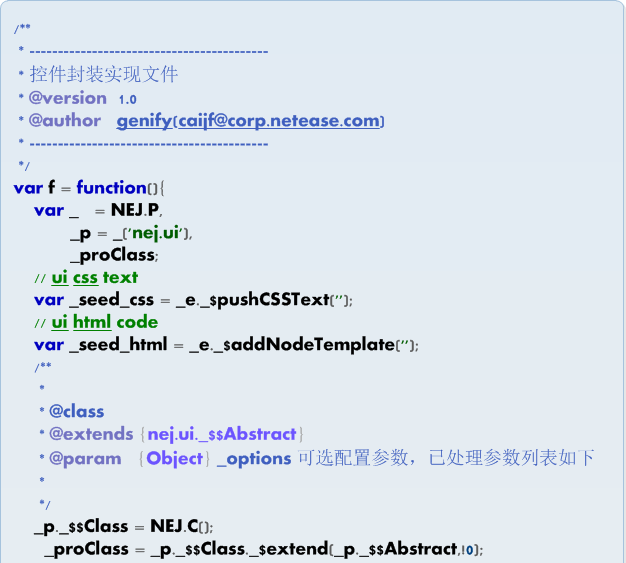 /**
* ------------------------------------------
* 控件封装实现文件
* @version 1.0
* @author genify(caijf@corp.netease.com)
* ------------------------------------------
*/
var f = function(){
var _ = NEJ.P,
_p = _('nej.ui'),
_proClass;
// ui css text
var _seed_css = _e._$pushCSSText('');
// ui html code
var _seed_html = _e._$addNodeTemplate('');
/**
*
* @class
* @extends {nej.ui._$$Abstract}
* @param {Object} _options 可选配置参数，已处理参数列表如下
*
*/
_p._$$Class = NEJ.C();
_proClass = _p._$$Class._$extend(_p._$$Abstract,!0);